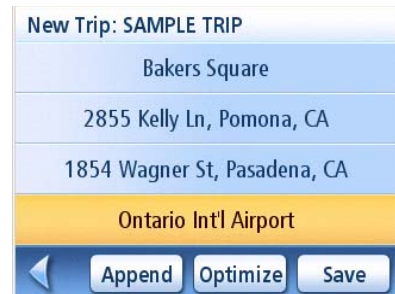 New Trip: SAMPLE TRIP
Bakers Square
2855 Kelly Ln, Pomona, CA
1854 Wagner St, Pasadena, CA
Ontario Int'l Airport
Append Optimize Save